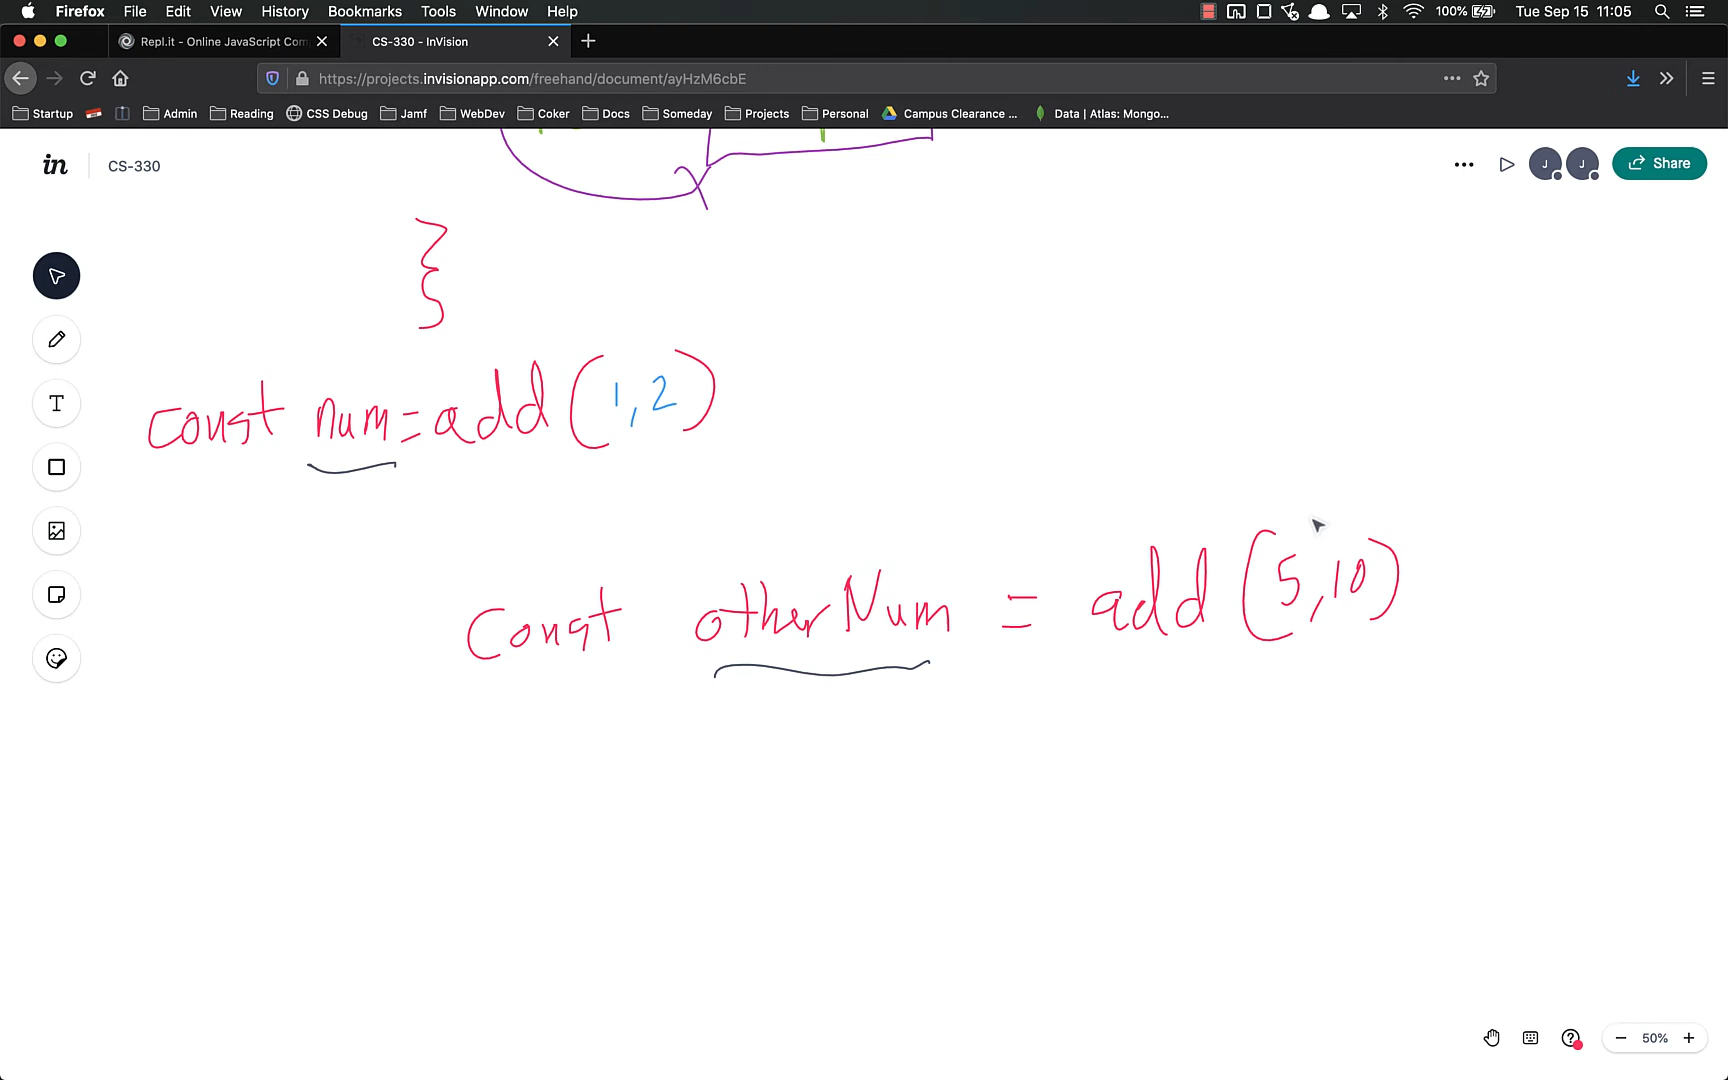 Firefox File Edit View History Bookmarks Tools Window Help 100% Tue Sep 15 11:05
Repl.it - Online JavaScript Com CS-330 - InVision
https://projects.invisionapp.com/freehand/document/ayHzM6cbE
Startup Admin Reading CSS Debug Jamf WebDev Coker Docs Someday Projects Personal Campus Clearance ... Data | Atlas: Mongo...
in CS-330 J J Share
}
const num=add(1,2)
T
Const otherNum = add(5,10)
50%